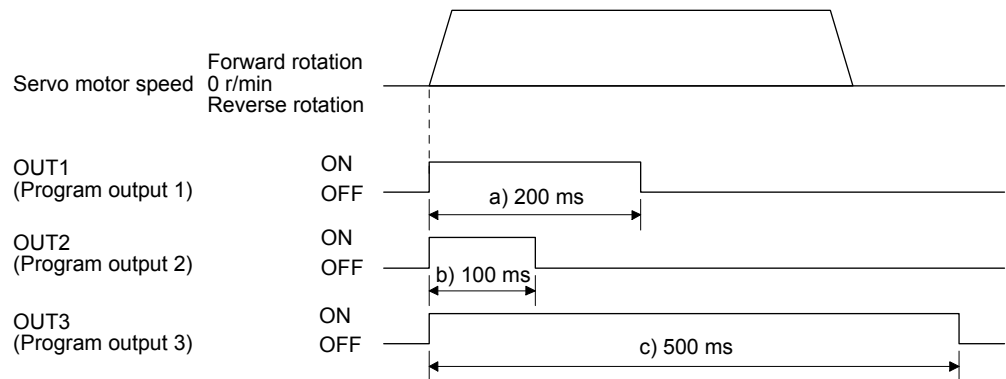 Forward rotation
Servo motor speed 0 r/min
Reverse rotation
OUT1 ON
(Program output 1) OFF
a) 200 ms
OUT2 ON
(Program output 2) OFF
b) 100 ms
OUT3 ON
(Program output 3) OFF
c) 500 ms